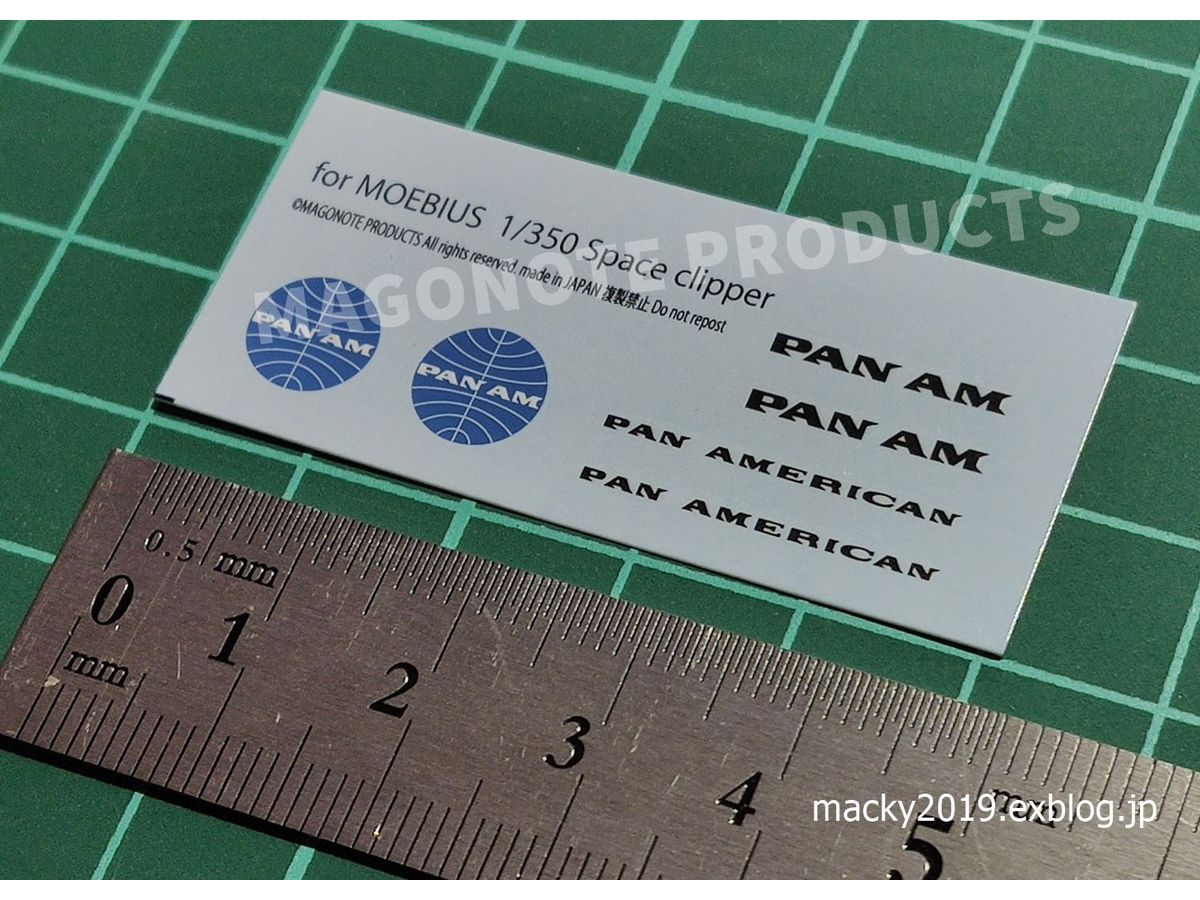 for MOEBIUS 1/350 Space clipper
©MAGONOTE PRODUCTS All rights reserved. made in JAPAN 複製禁止 Do not repost
MAGONOTE PRODUCTS
PAN AM
PAN AM
PAN AM
PAN AM
PAN AMERICAN
PAN AMERICAN
0.5 mm
0 1 2 3 4 5
mm
mm
macky2019.exblog.jp